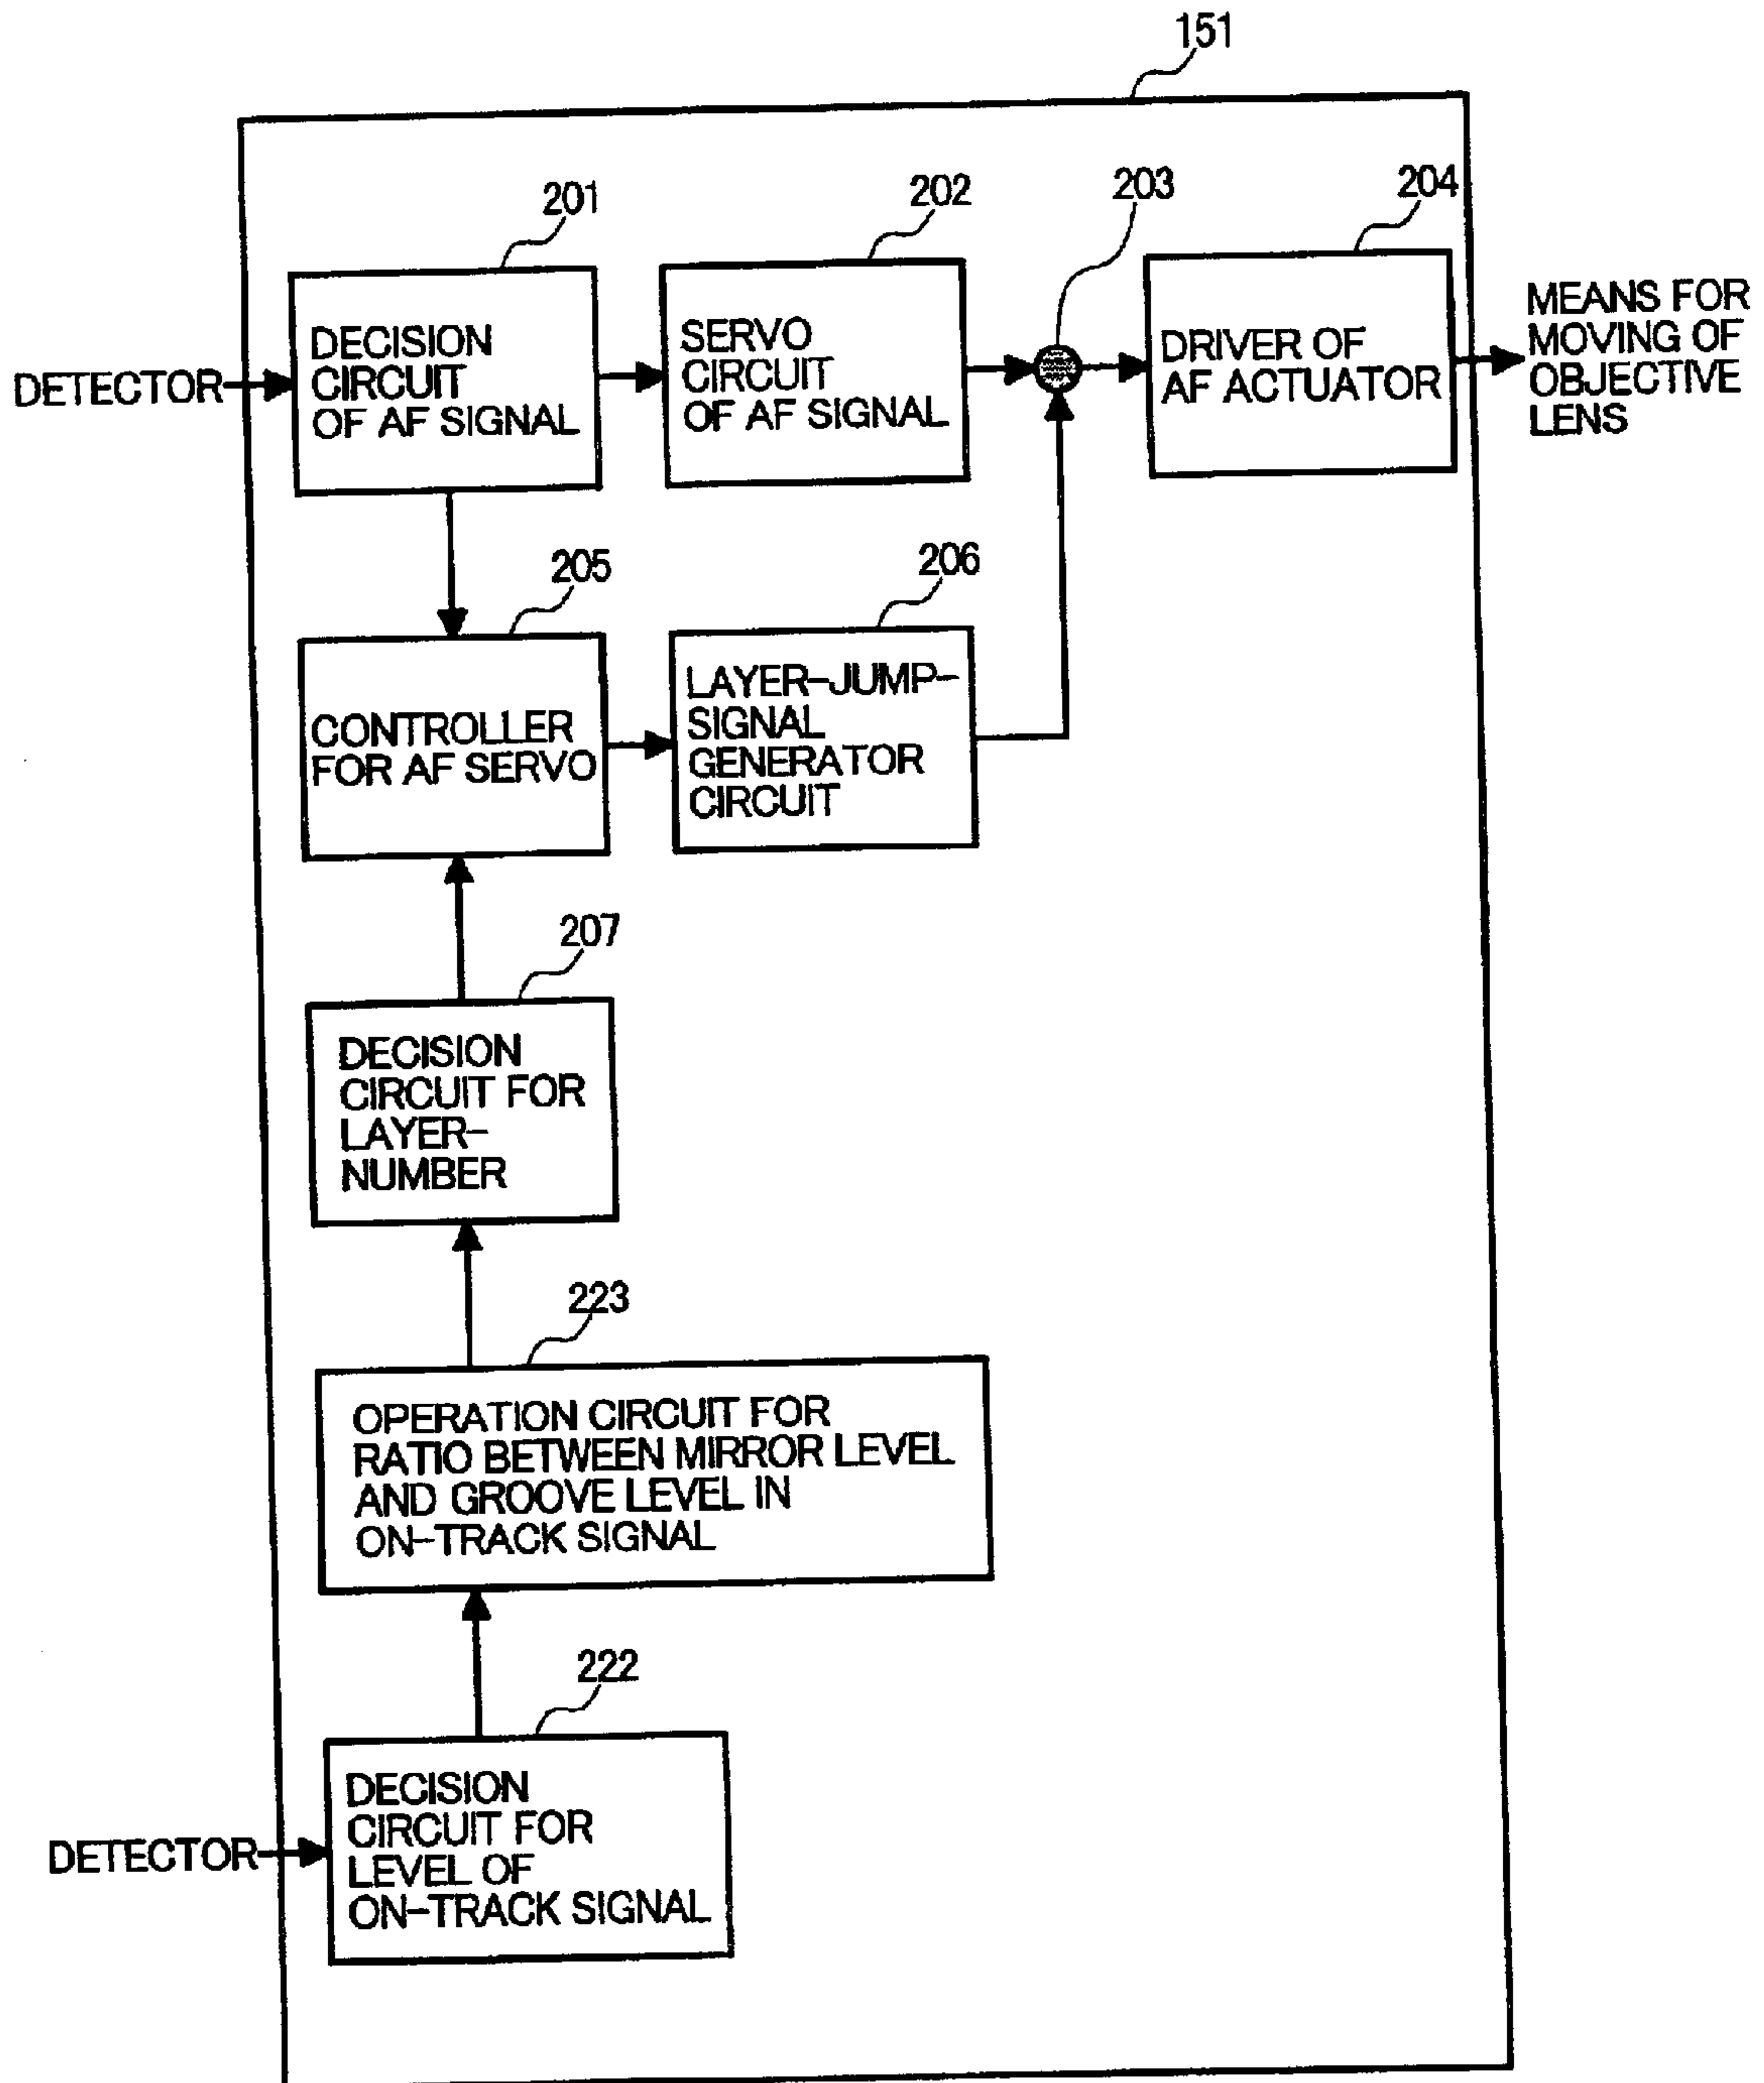 151
201
202
203
204
DETECTOR
DECISION
CIRCUIT
OF AF SIGNAL
SERVO
CIRCUIT
OF AF SIGNAL
DRIVER OF
AF ACTUATOR
MEANS FOR
MOVING OF
OBJECTIVE
LENS
205
206
CONTROLLER
FOR AF SERVO
LAYER-JUMP-
SIGNAL
GENERATOR
CIRCUIT
207
DECISION
CIRCUIT FOR
LAYER-
NUMBER
223
OPERATION CIRCUIT FOR
RATIO BETWEEN MIRROR LEVEL
AND GROOVE LEVEL IN
ON-TRACK SIGNAL
222
DETECTOR
DECISION
CIRCUIT FOR
LEVEL OF
ON-TRACK SIGNAL